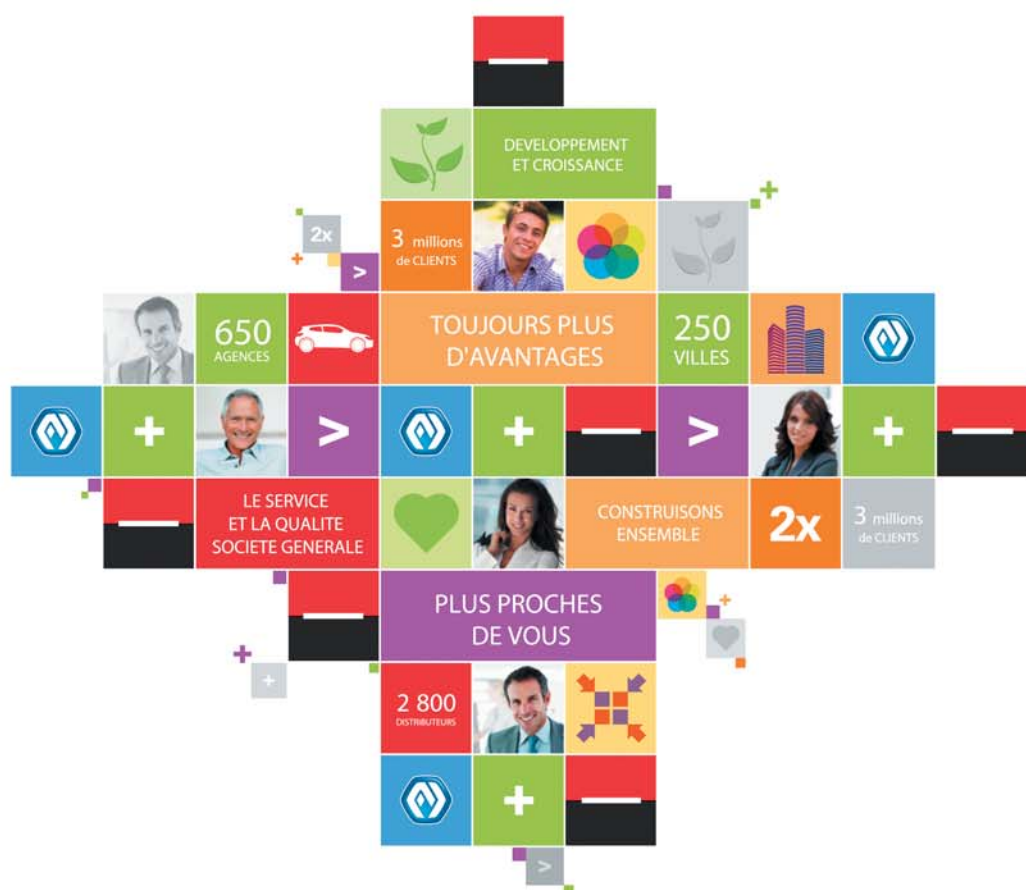 DEVELOPPEMENT
ET CROISSANCE
2x
3 millions
de CLIENTS
>
650
AGENCES
TOUJOURS PLUS
D'AVANTAGES
250
VILLES
+
>
+
>
+
LE SERVICE
ET LA QUALITE
SOCIETE GENERALE
CONSTRUISONS
ENSEMBLE
2x
3 millions
de CLIENTS
PLUS PROCHES
DE VOUS
+
2 800
DISTRIBUTEURS
+
>